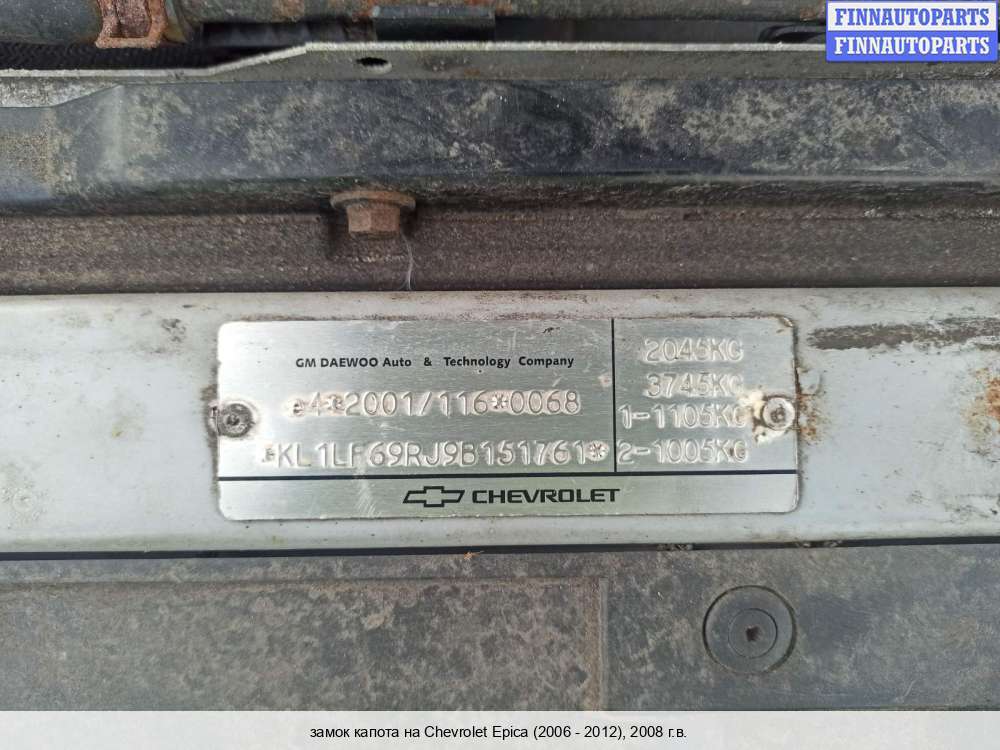 FINNAUTOPARTS
FINNAUTOPARTS
GM DAEWOO Auto & Technology Company
e4*2001/116*0068
*KL1LF69RJ9B151761*
2045KG
3745KG
1-1105KG
2-1005KG
CHEVROLET
замок капота на Chevrolet Epica (2006 - 2012), 2008 г.в.